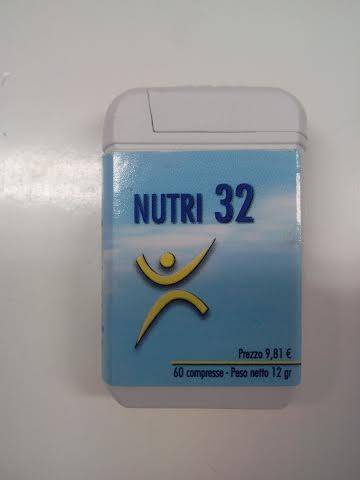 NUTRI 32
Prezzo 9,81 €
60 compresse - Peso netto 12 gr